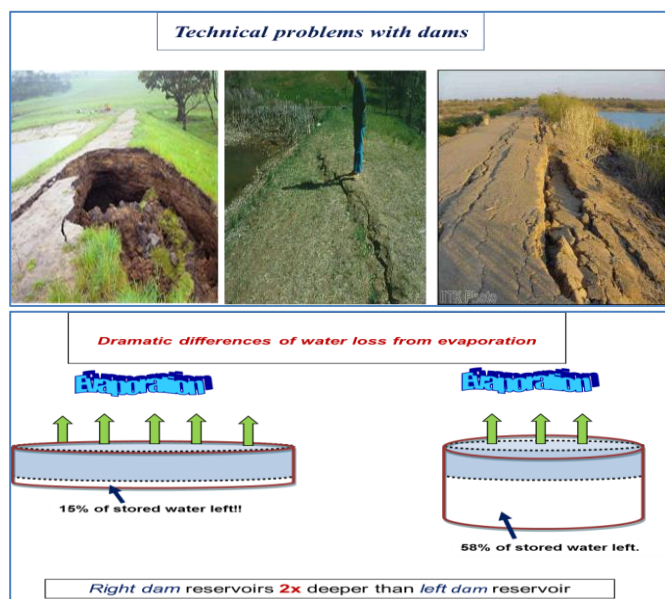 Technical problems with dams
Dramatic differences of water loss from evaporation
Evaporation
Evaporation
15% of stored water left!!
58% of stored water left.
Right dam reservoirs 2x deeper than left dam reservoir